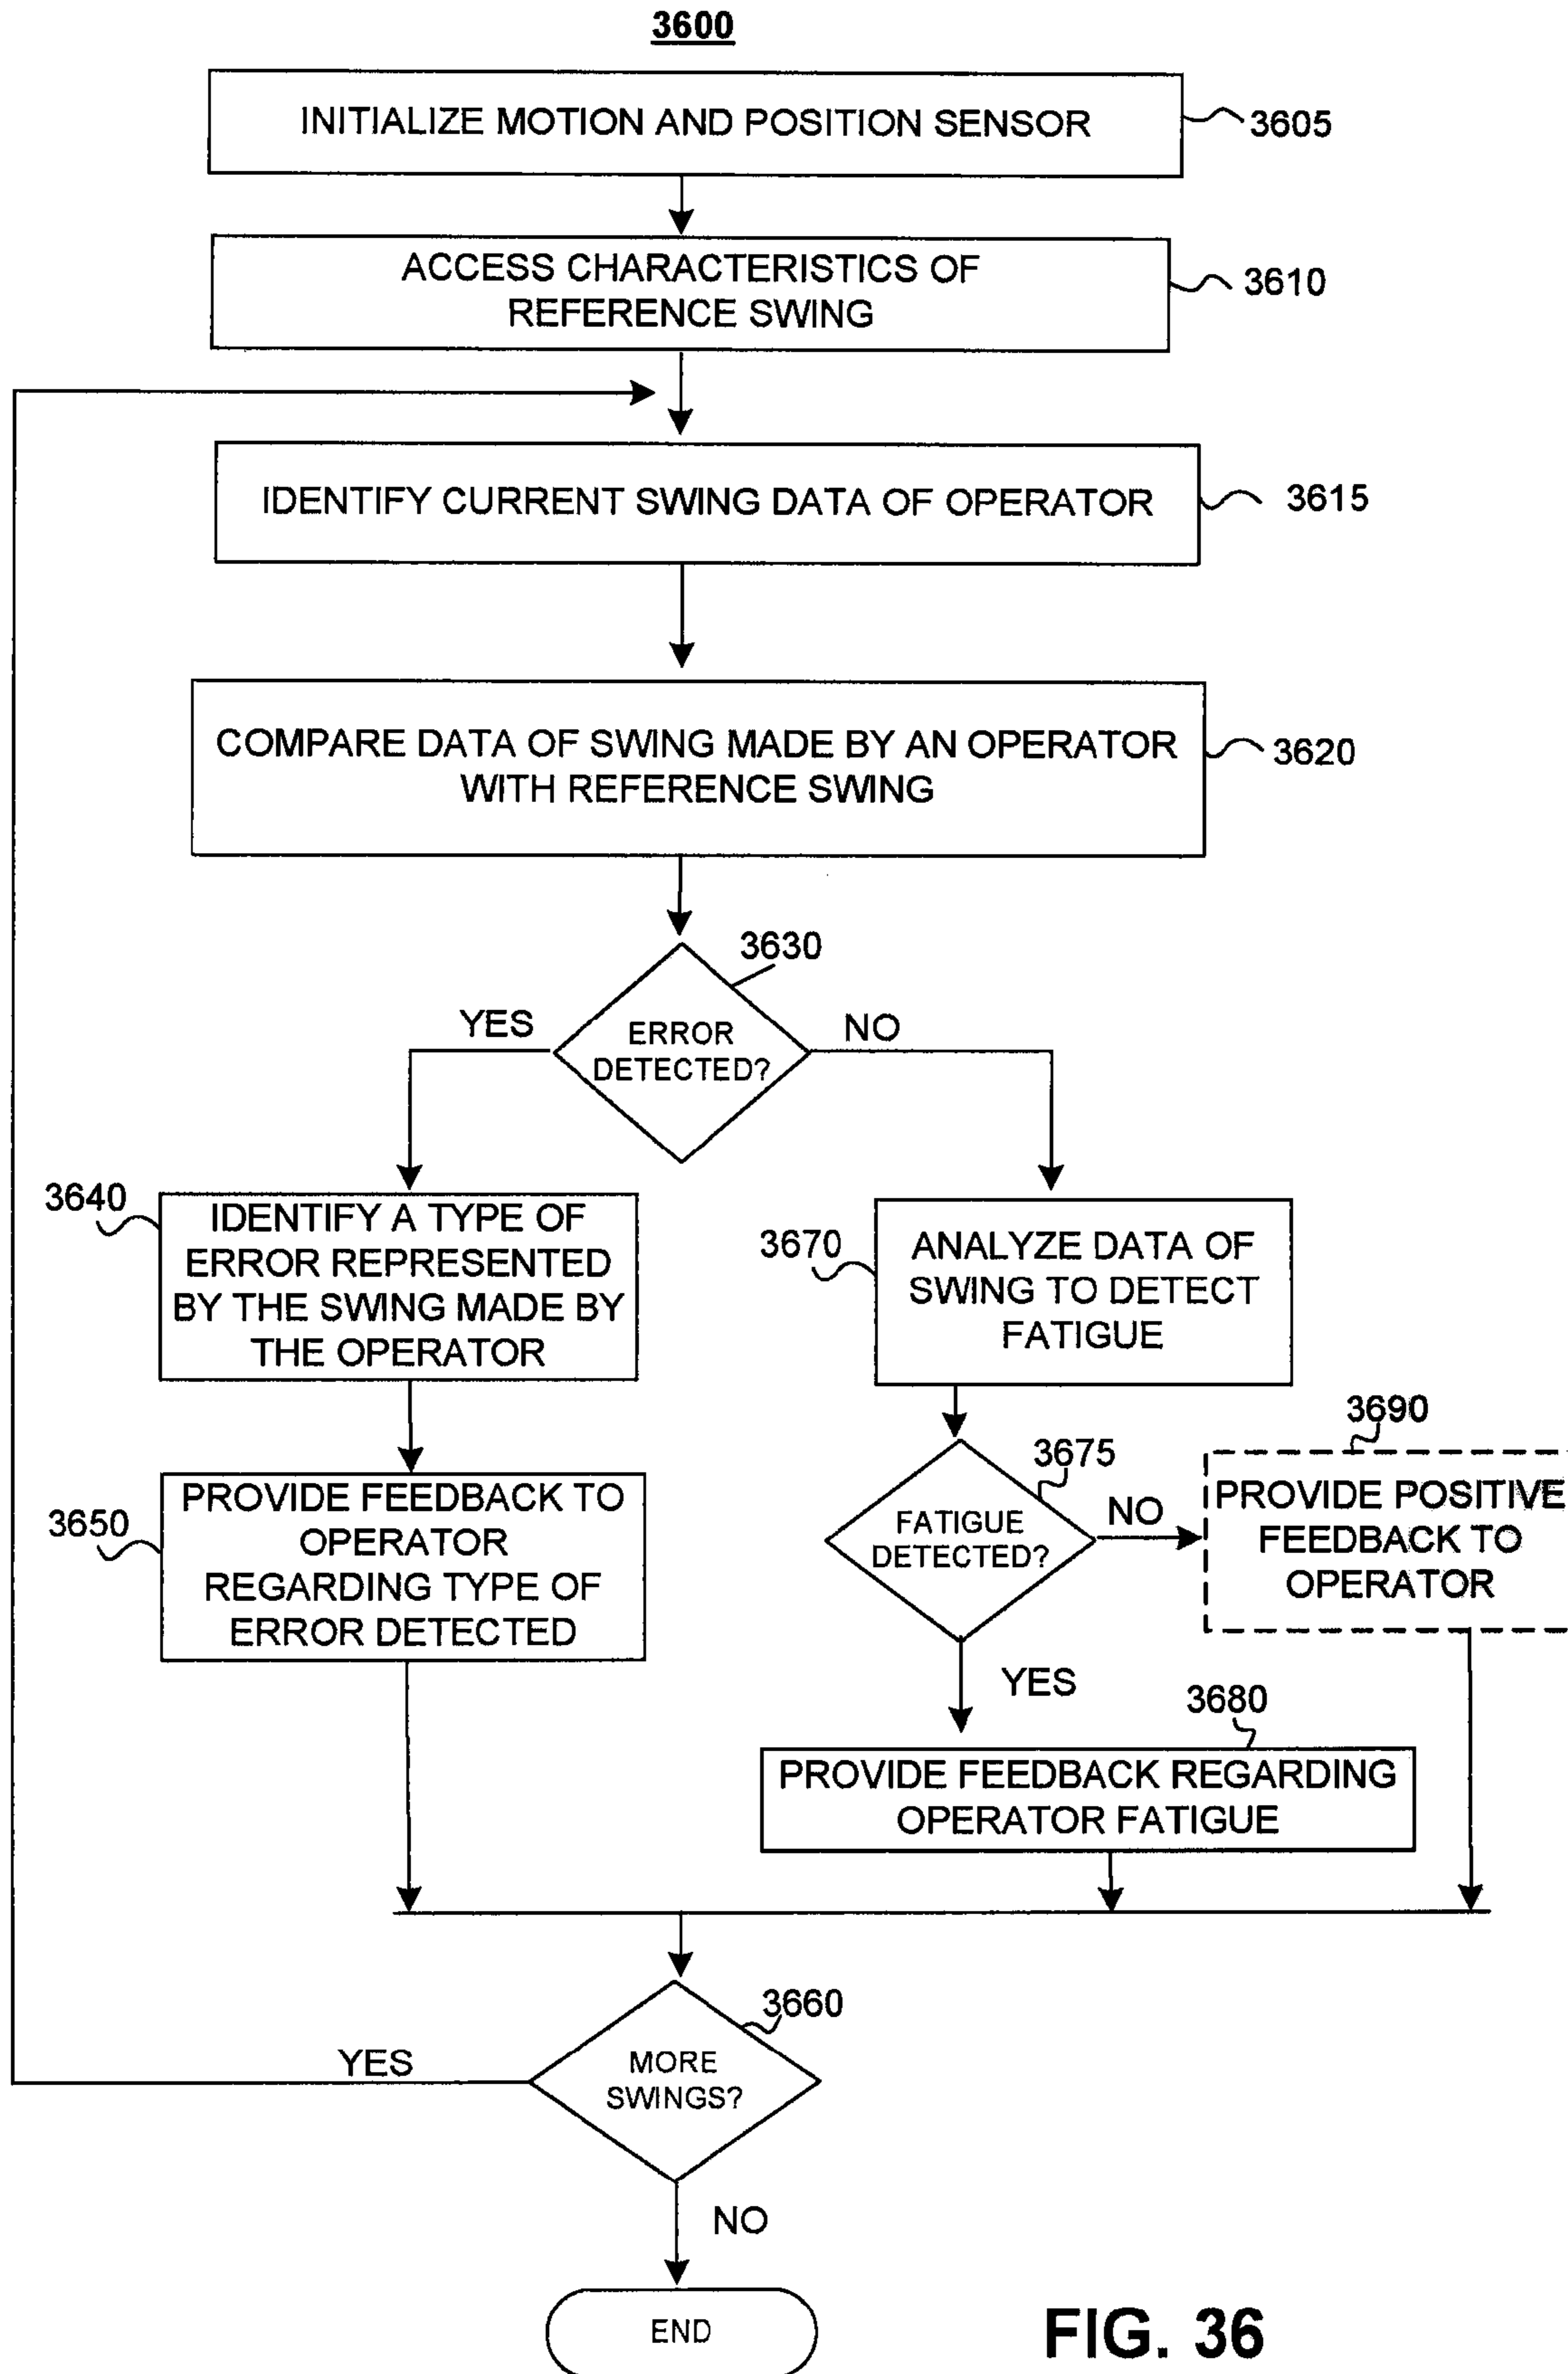 3600
INITIALIZE MOTION AND POSITION SENSOR
3605
ACCESS CHARACTERISTICS OF
REFERENCE SWING
3610
IDENTIFY CURRENT SWING DATA OF OPERATOR
3615
COMPARE DATA OF SWING MADE BY AN OPERATOR
WITH REFERENCE SWING
3620
3630
YES
ERROR
DETECTED?
NO
3640
IDENTIFY A TYPE OF
ERROR REPRESENTED
BY THE SWING MADE BY
THE OPERATOR
3670
ANALYZE DATA OF
SWING TO DETECT
FATIGUE
3650
PROVIDE FEEDBACK TO
OPERATOR
REGARDING TYPE OF
ERROR DETECTED
3675
FATIGUE
DETECTED?
NO
3690
PROVIDE POSITIVE
FEEDBACK TO
OPERATOR
YES
3680
PROVIDE FEEDBACK REGARDING
OPERATOR FATIGUE
3660
YES
MORE
SWINGS?
NO
END
FIG. 36